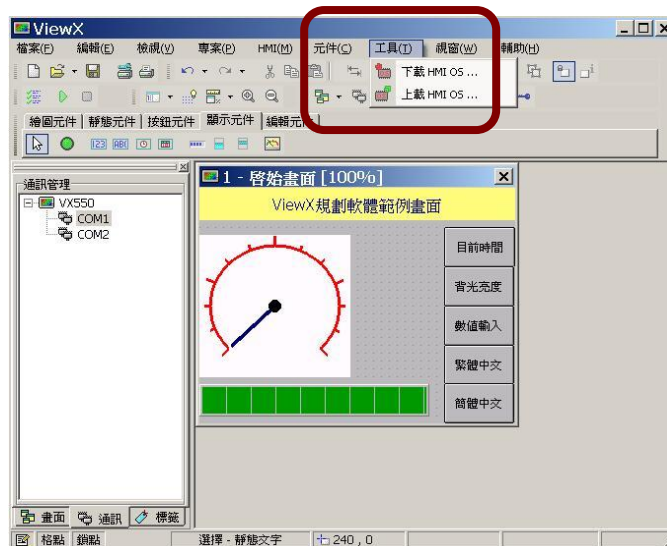 ViewX
檔案(F) 編輯(E) 檢視(V) 專案(P) HMI(M) 元件(C) 工具(T) 視窗(W) 輔助(H)
下載 HMI OS ...
上載 HMI OS ...
繪圖元件 靜態元件 按鈕元件 顯示元件 編輯元件
123 ABC
通訊管理
VX550
COM1
COM2
1 - 啓始畫面 [100%]
ViewX規劃軟體範例畫面
目前時間
背光亮度
數值輸入
繁體中文
簡體中文
畫面 通訊 標籤
格點 鎖點 選擇 - 靜態文字 240 , 0